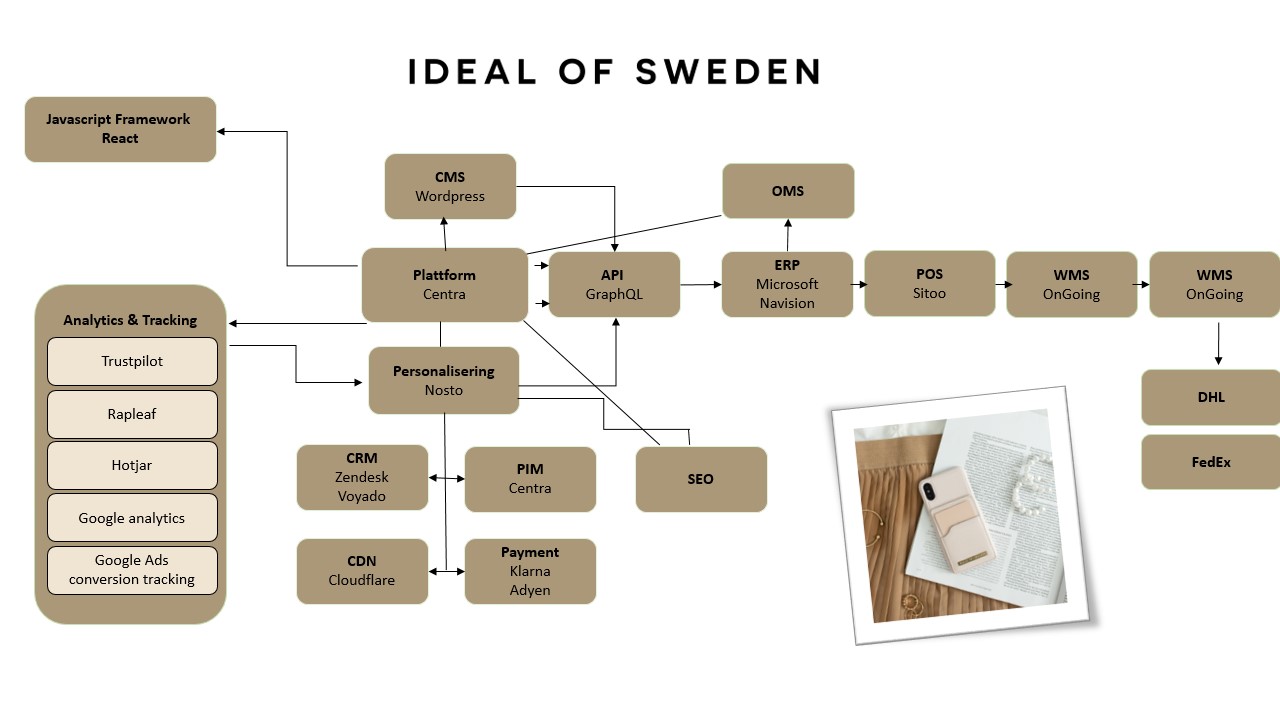 IDEAL OF SWEDEN
Javascript Framework
React
CMS
Wordpress
OMS
Plattform
Centra
API
GraphQL
ERP
Microsoft
Navision
POS
Sitoo
WMS
OnGoing
WMS
OnGoing
Analytics & Tracking
Trustpilot
Rapleaf
Hotjar
Google analytics
Google Ads
conversion tracking
Personalisering
Nosto
DHL
FedEx
CRM
Zendesk
Voyado
PIM
Centra
SEO
CDN
Cloudflare
Payment
Klarna
Adyen